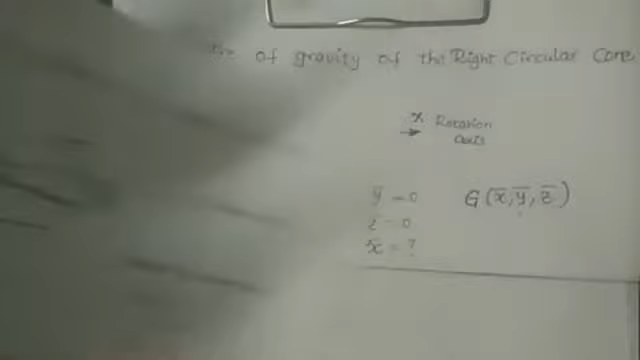 of gravity of the Right Circular Cone
x Rotation
→ axis
ȳ = 0 G(x̄, ȳ, z̄)
z̄ = 0
x̄ = ?